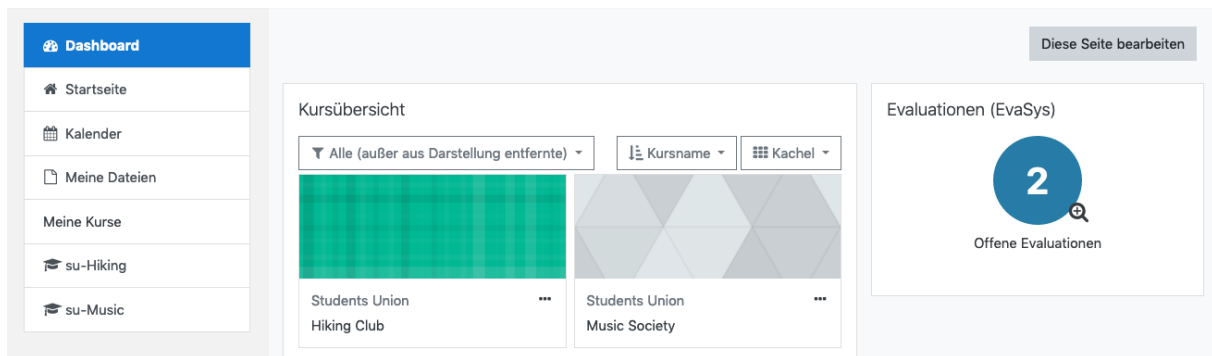 Dashboard
Startseite
Kalender
Meine Dateien
Meine Kurse
su-Hiking
su-Music
Diese Seite bearbeiten
Kursübersicht
Alle (außer aus Darstellung entfernte)
Kursname
Kachel
Students Union
Hiking Club
Students Union
Music Society
Evaluationen (EvaSys)
2
Offene Evaluationen